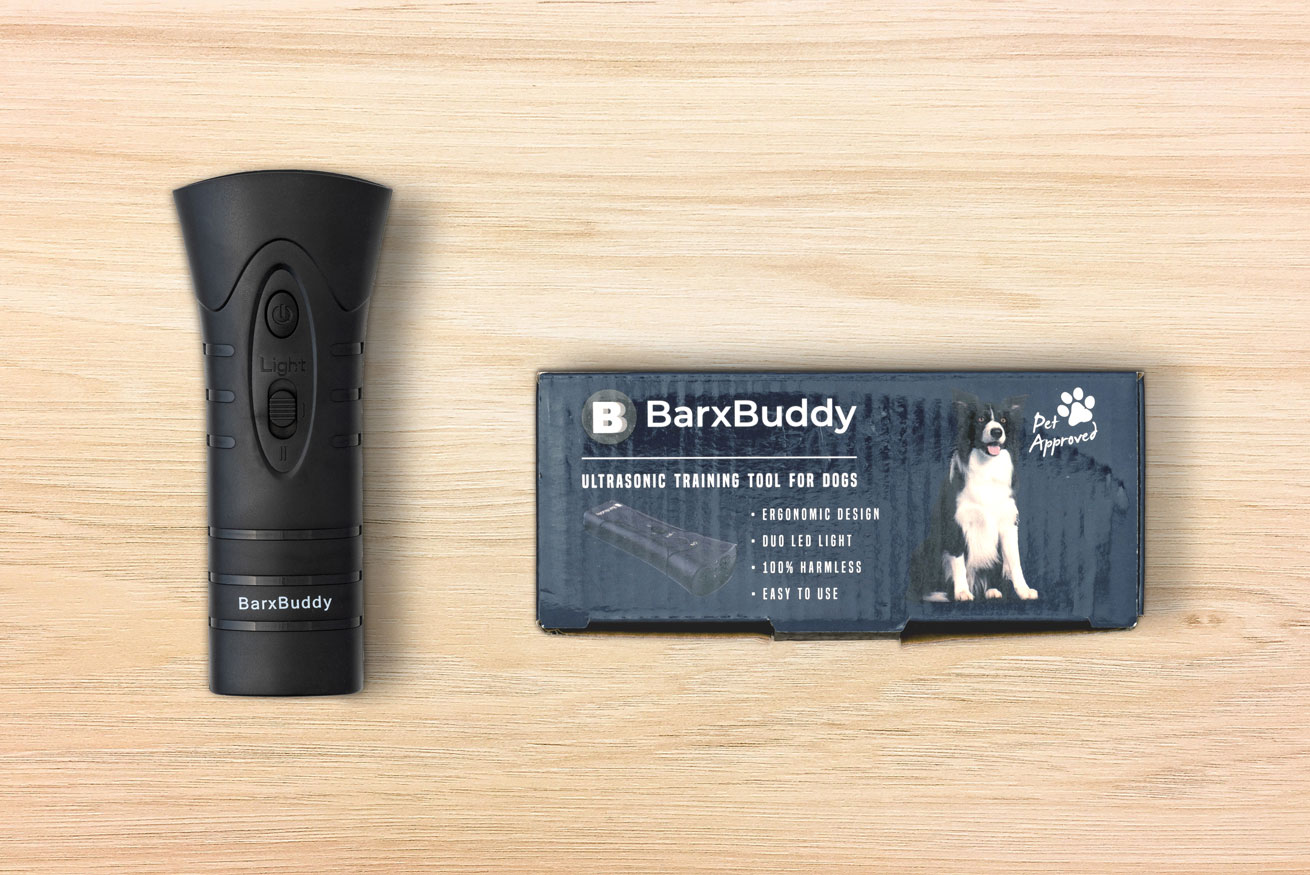 Light
II
BarxBuddy
B BarxBuddy
ULTRASONIC TRAINING TOOL FOR DOGS
• ERGONOMIC DESIGN
• DUO LED LIGHT
• 100% HARMLESS
• EASY TO USE
Pet
Approved